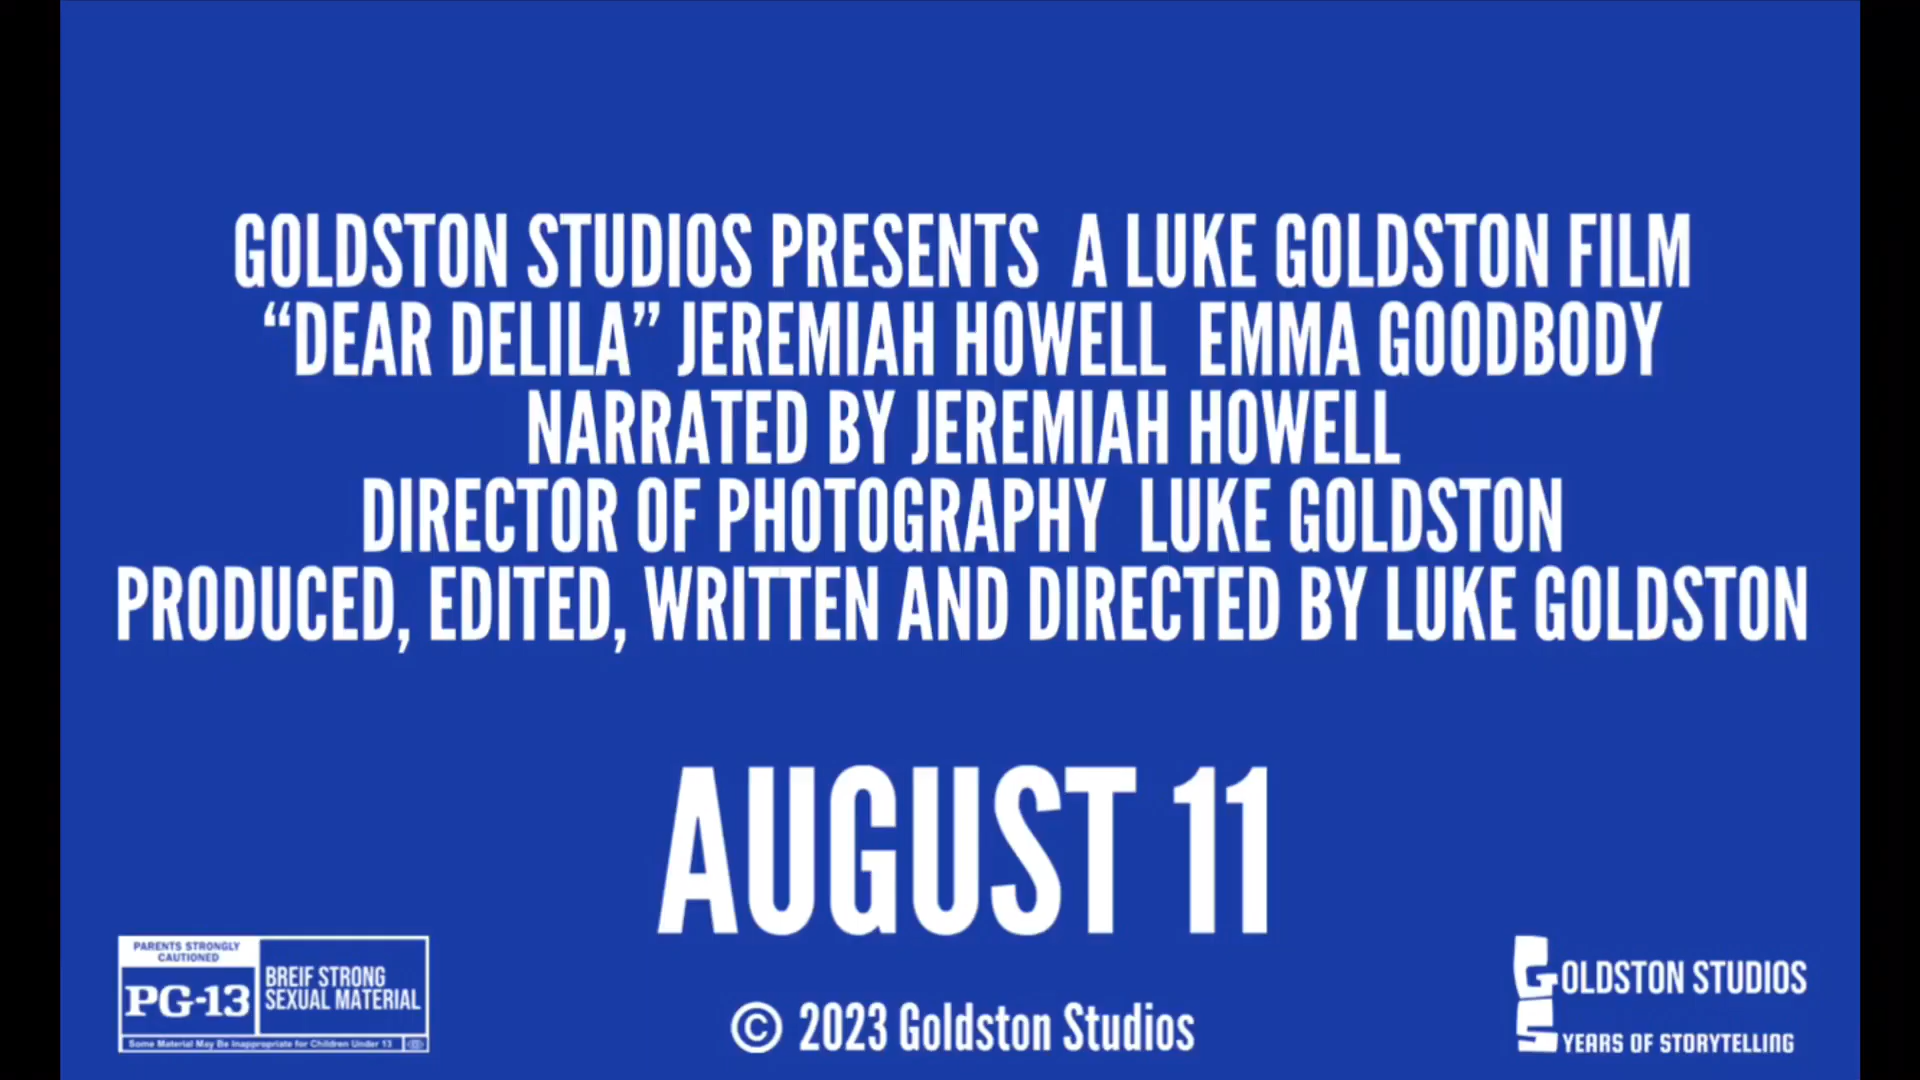 GOLDSTON STUDIOS PRESENTS A LUKE GOLDSTON FILM
“DEAR DELILA” JEREMIAH HOWELL EMMA GOODBODY
NARRATED BY JEREMIAH HOWELL
DIRECTOR OF PHOTOGRAPHY LUKE GOLDSTON
PRODUCED, EDITED, WRITTEN AND DIRECTED BY LUKE GOLDSTON
AUGUST 11
PARENTS STRONGLY
CAUTIONED
PG-13
BREIF STRONG
SEXUAL MATERIAL
Some Material May Be Inappropriate for Children Under 13
© 2023 Goldston Studios
GOLDSTON STUDIOS
5 YEARS OF STORYTELLING